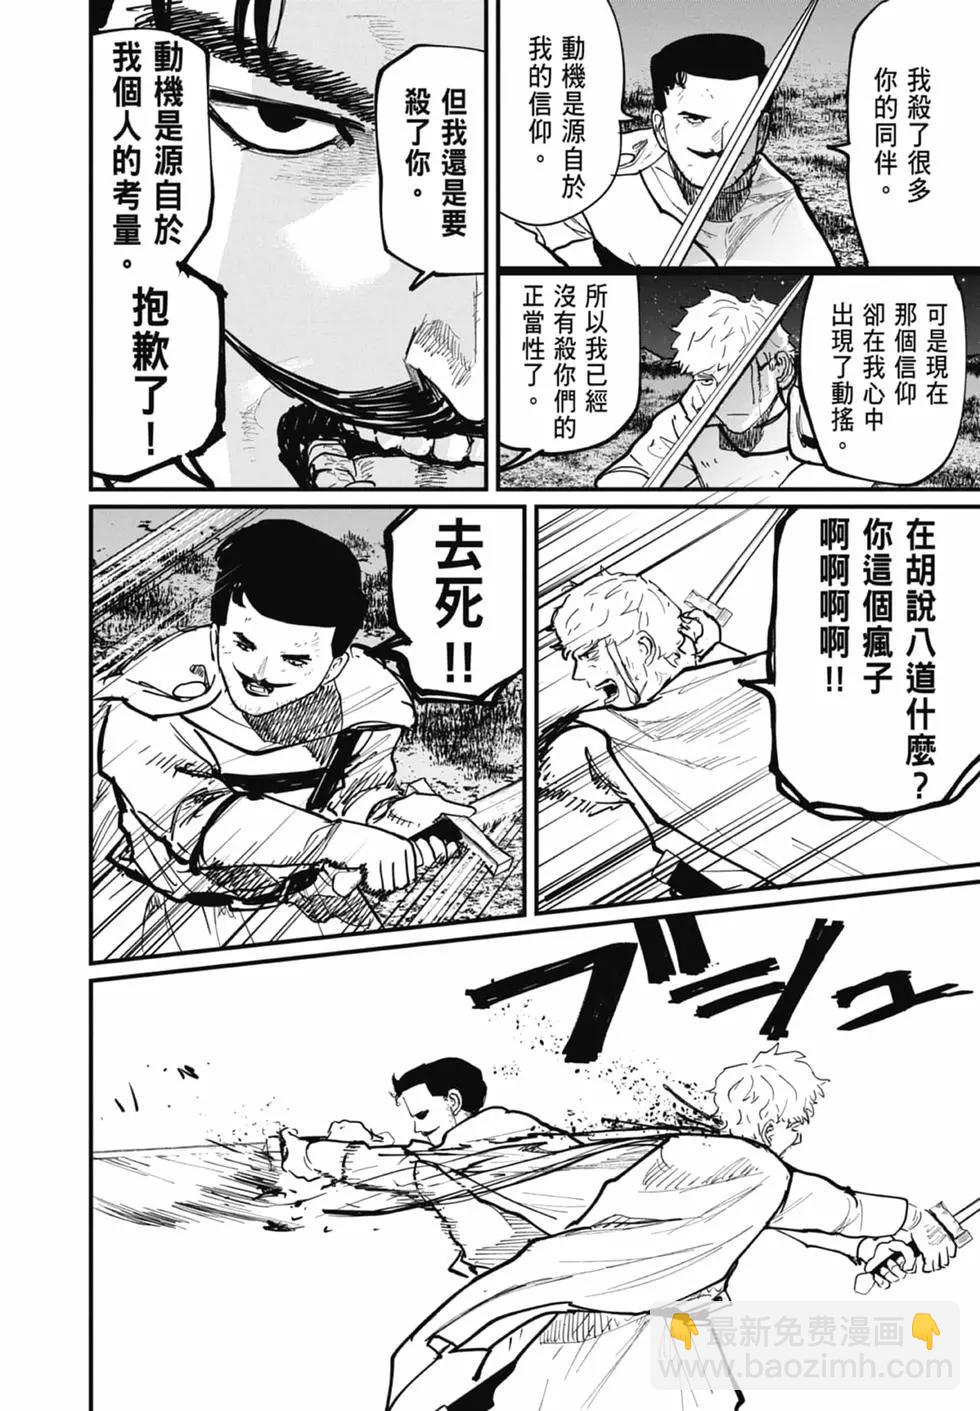 我殺了很多
你的同伴。
動機是源自於
我的信仰。
可是現在
那個信仰
卻在我心中
出現了動搖。
所以我已經
沒有殺你們的
正當性了。
但我還是要
殺了你。
動機是源自於
我個人的考量。
抱歉了!
在胡說八道什麼?
你這個瘋子
啊啊啊啊!!
去死!!
ブシュ
👇最新免费漫画👇
www.baozimh.com